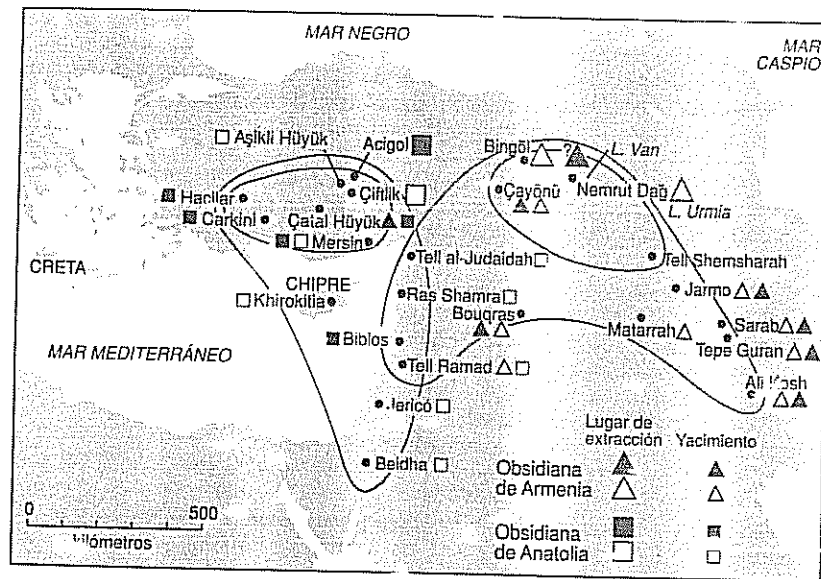 MAR NEGRO
MAR
CASPIO
Aşikli Hüyük
Acigol
Bingöl
?
L. Van
Çiftlik
Çayönü
Nemrut Dağ
Hacilar
L. Urmia
Carkini
Çatal Hüyük
Mersin
CRETA
Tell al-Judaidah
Tell Shemsharah
CHIPRE
Ras Shamra
Jarmo
Khirokitia
Bouqras
Sarab
Matarrah
Biblos
Tepe Guran
MAR MEDITERRÁNEO
Tell Ramad
Ali Kosh
Jericó
Lugar de
extracción
Yacimiento
Beidha
Obsidiana
de Armenia
0 500
kilómetros
Obsidiana
de Anatolia